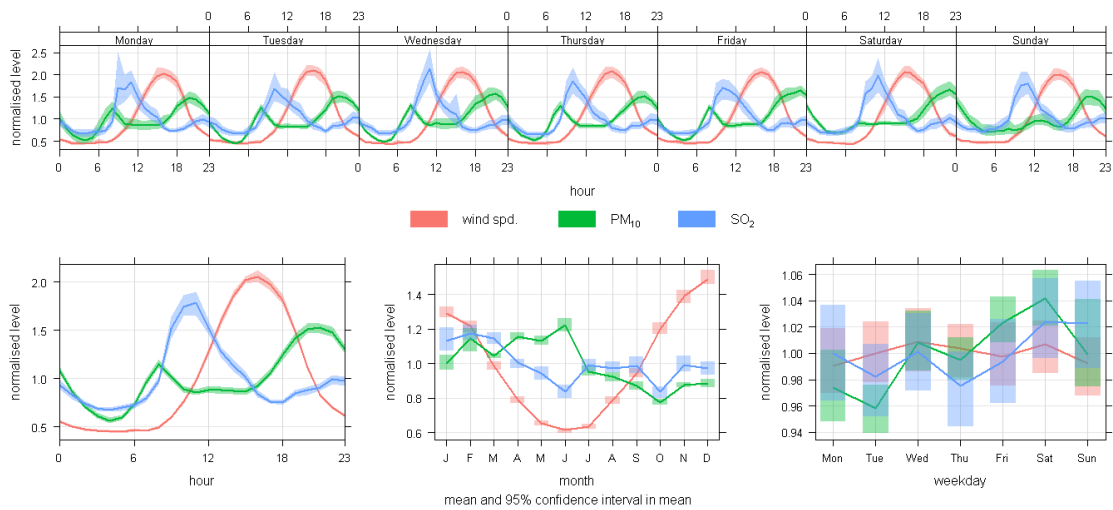 0 6 12 18 23 0 6 12 18 23 0 6 12 18 23
Monday Tuesday Wednesday Thursday Friday Saturday Sunday
normalised level
2.5
2.0
1.5
1.0
0.5
0 6 12 18 23 0 6 12 18 23 0 6 12 18 23 0 6 12 18 23
hour
wind spd. PM10 SO2
normalised level
2.0
1.5
1.0
0.5
0 6 12 18 23
hour
normalised level
1.4
1.2
1.0
0.8
0.6
J F M A M J J A S O N D
month
mean and 95% confidence interval in mean
normalised level
1.06
1.04
1.02
1.00
0.98
0.96
0.94
Mon Tue Wed Thu Fri Sat Sun
weekday